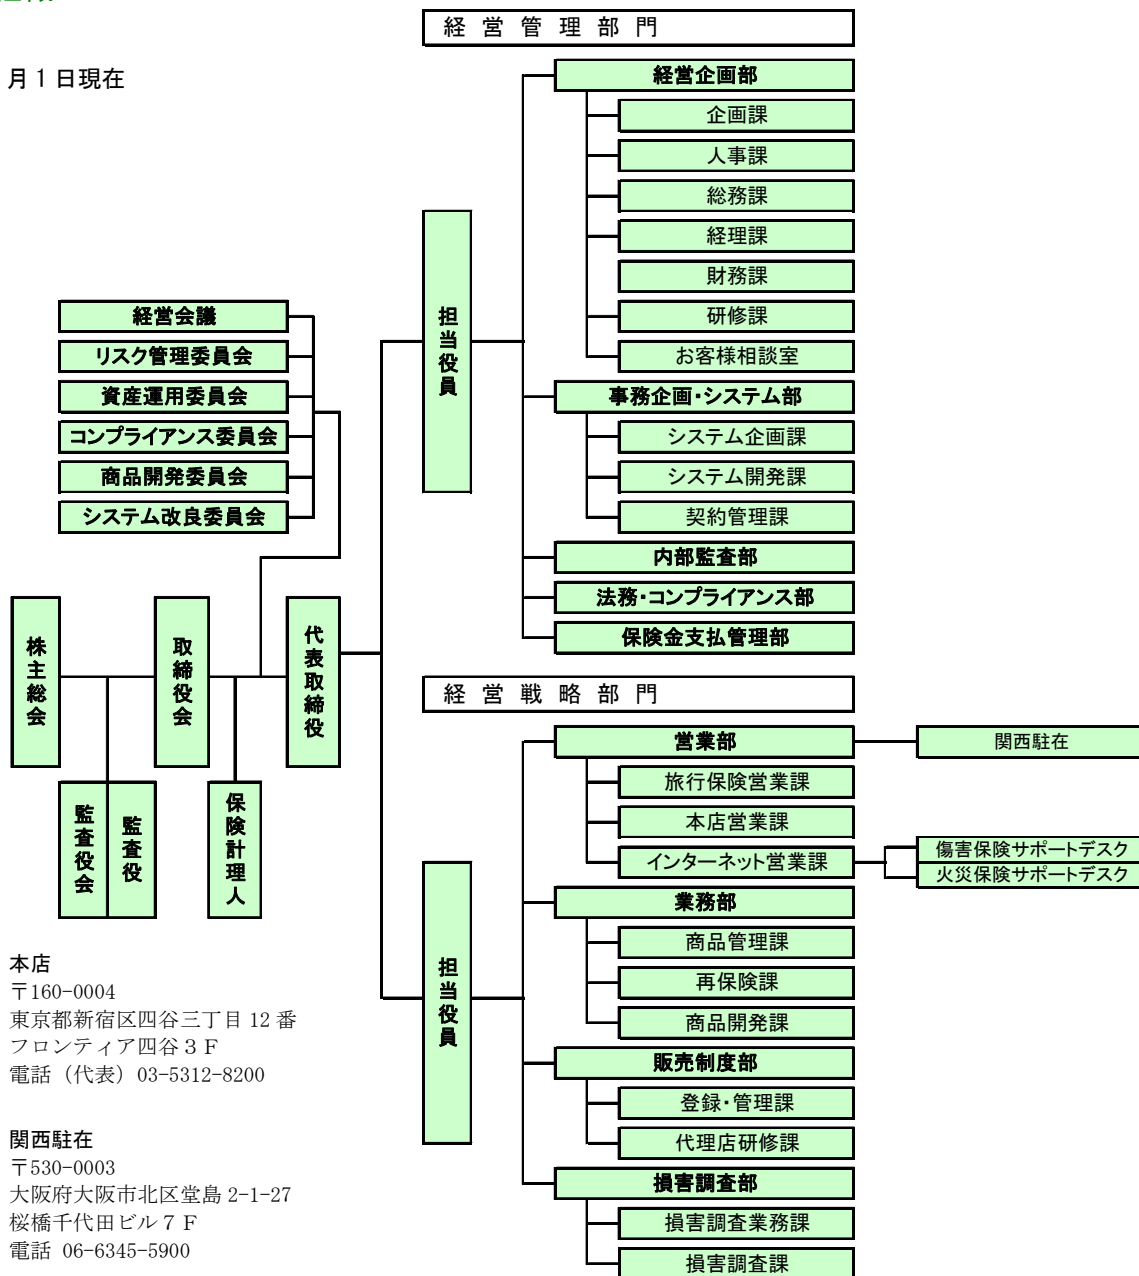 月1日現在
経営管理部門
経営企画部
企画課
人事課
総務課
経理課
財務課
研修課
お客様相談室
事務企画・システム部
システム企画課
システム開発課
契約管理課
内部監査部
法務・コンプライアンス部
保険金支払管理部
担当役員
経営会議
リスク管理委員会
資産運用委員会
コンプライアンス委員会
商品開発委員会
システム改良委員会
株主総会
取締役会
代表取締役
監査役会
監査役
保険計理人
経営戦略部門
営業部
関西駐在
旅行保険営業課
本店営業課
インターネット営業課
傷害保険サポートデスク
火災保険サポートデスク
業務部
商品管理課
再保険課
商品開発課
販売制度部
登録・管理課
代理店研修課
損害調査部
損害調査業務課
損害調査課
担当役員
本店
〒160-0004
東京都新宿区四谷三丁目12番
フロンティア四谷3F
電話(代表)03-5312-8200
関西駐在
〒530-0003
大阪府大阪市北区堂島2-1-27
桜橋千代田ビル7F
電話 06-6345-5900